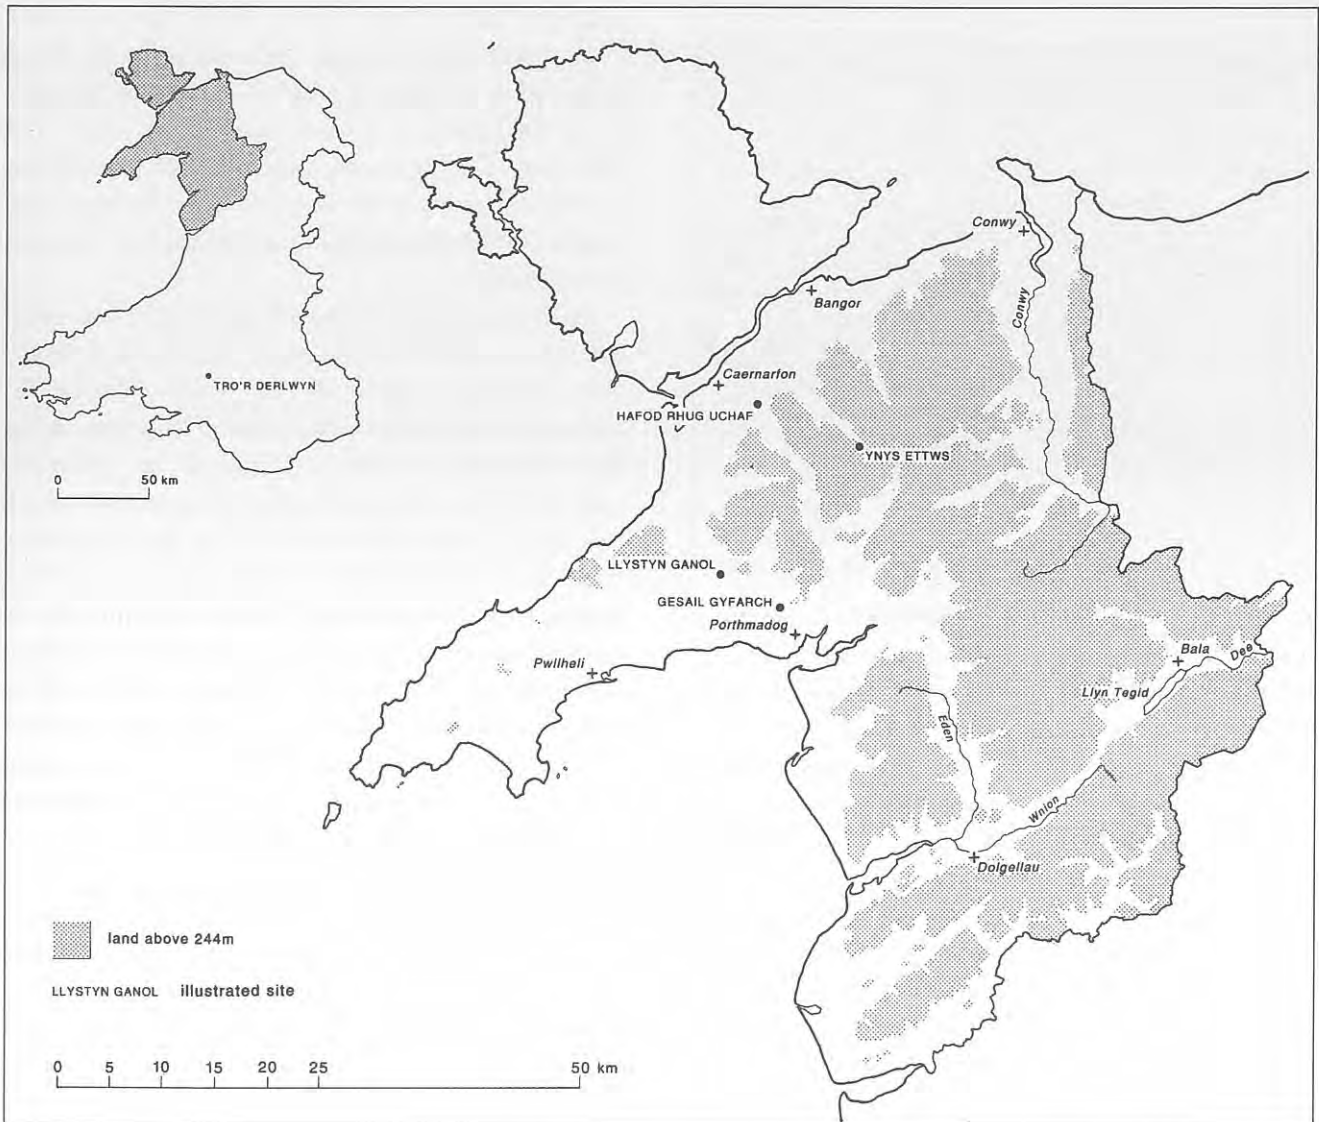 TRO'R DERLWYN
0 50 km
Conwy
Conwy
Bangor
Caernarfon
HAFOD RHUG UCHAF
YNYS ETTWS
LLYSTYN GANOL
GESAIL GYFARCH
Porthmadog
Pwllheli
Bala
Dee
Llyn Tegid
Eden
Wnion
Dolgellau
land above 244m
LLYSTYN GANOL illustrated site
0 5 10 15 20 25 50 km